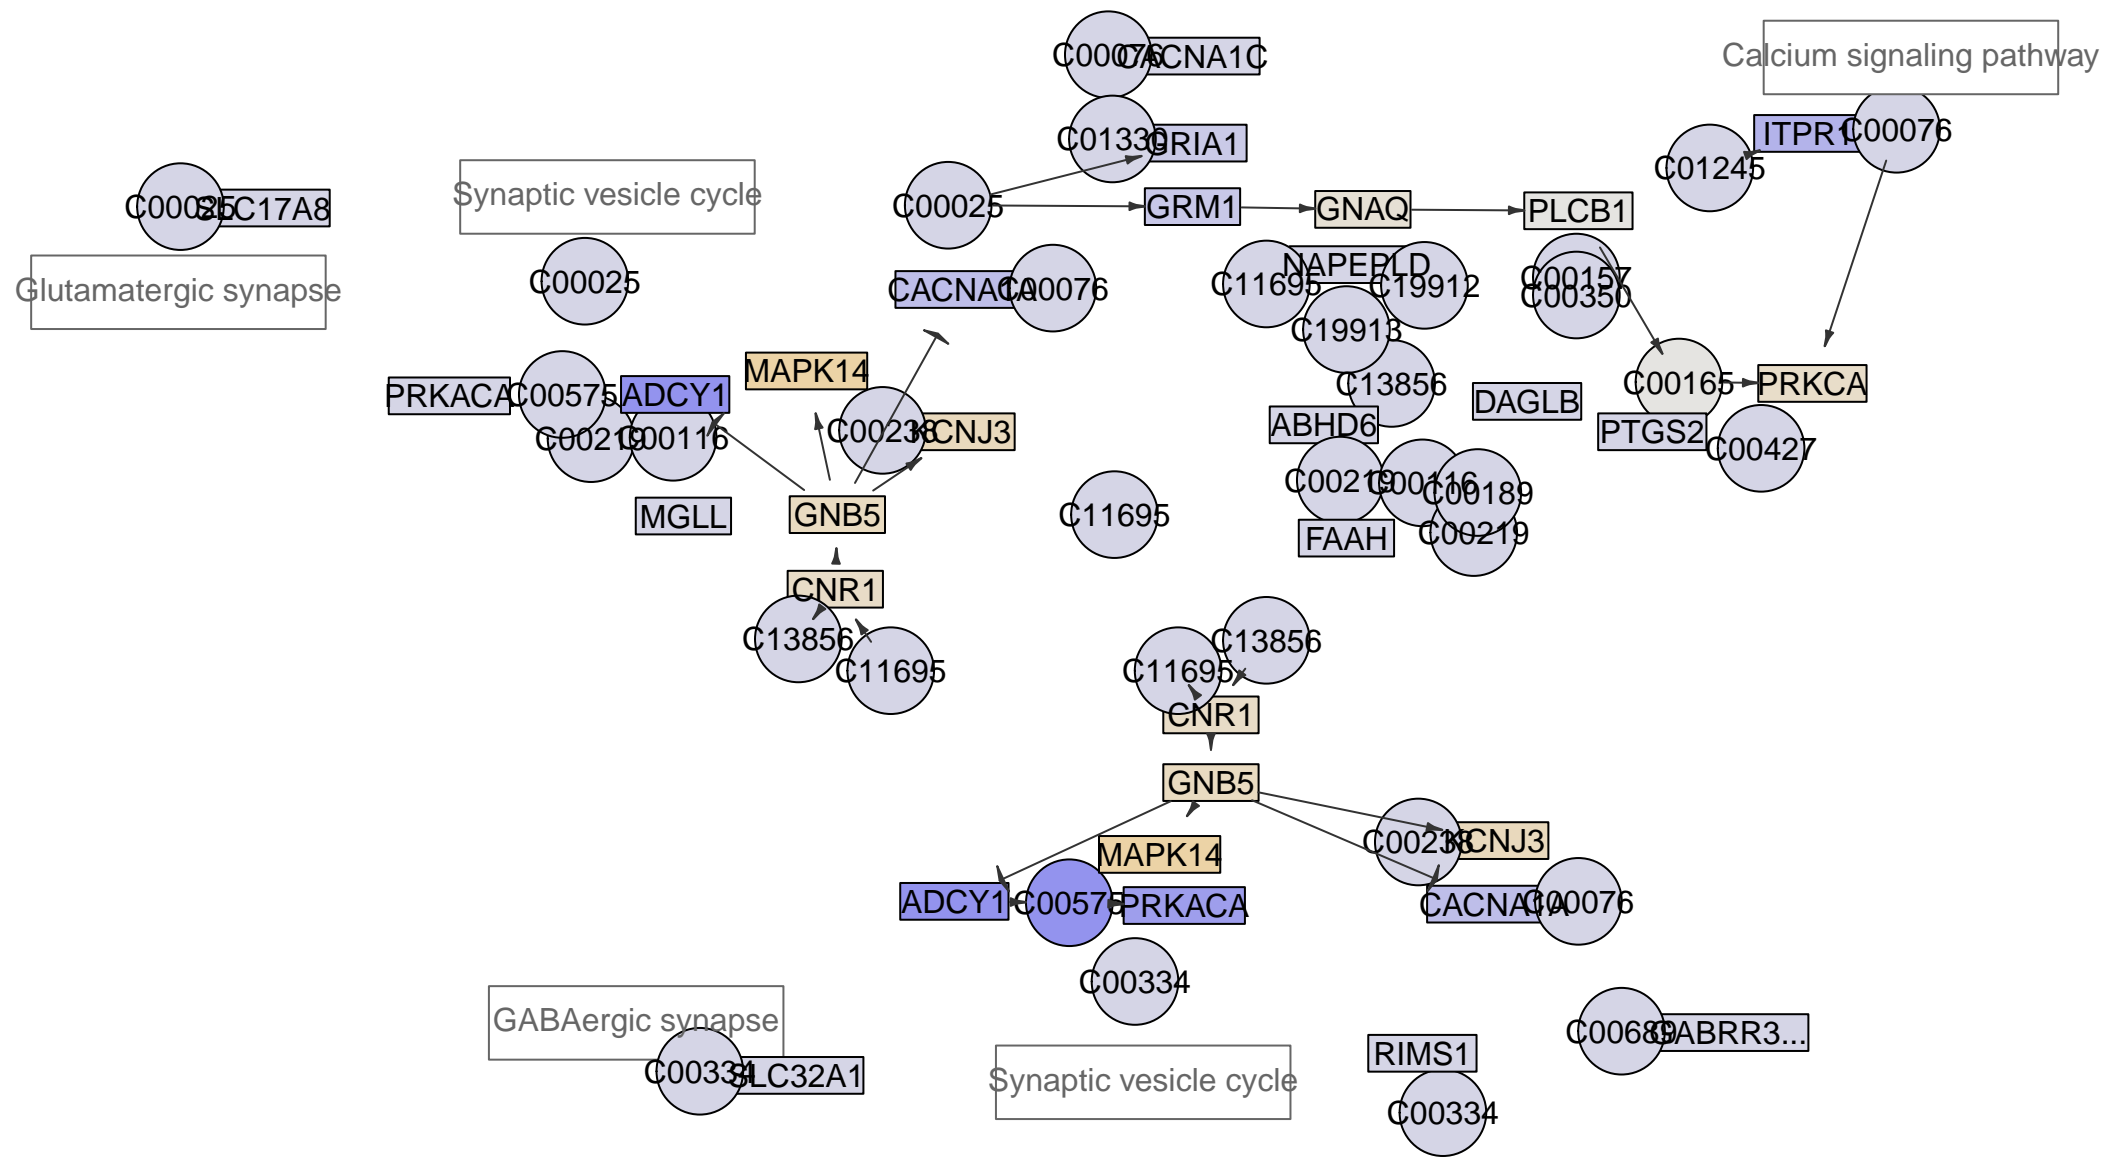 C00076
CACNA1C
Calcium signaling pathway
C01330
GRIA1
ITPR1
C00076
C01245
C00025
SLC17A8
Synaptic vesicle cycle
C00025
GRM1
GNAQ
PLCB1
Glutamatergic synapse
C00025
CACNA1A
C00076
C11695
NAPEPLD
C19912
C00157
C00350
C19913
MAPK14
C13856
C00165
PRKCA
PRKACA
C00575
ADCY1
DAGLB
C00219
C00116
C00238
KCNJ3
ABHD6
PTGS2
C00427
C00219
C00116
C00189
MGLL
GNB5
C11695
FAAH
C00219
CNR1
C13856
C11695
C11695
C13856
CNR1
GNB5
MAPK14
C00238
KCNJ3
ADCY1
C00575
PRKACA
CACNA1A
C00076
C00334
GABAergic synapse
C00334
SLC32A1
Synaptic vesicle cycle
RIMS1
C00334
C00689
GABRR3...